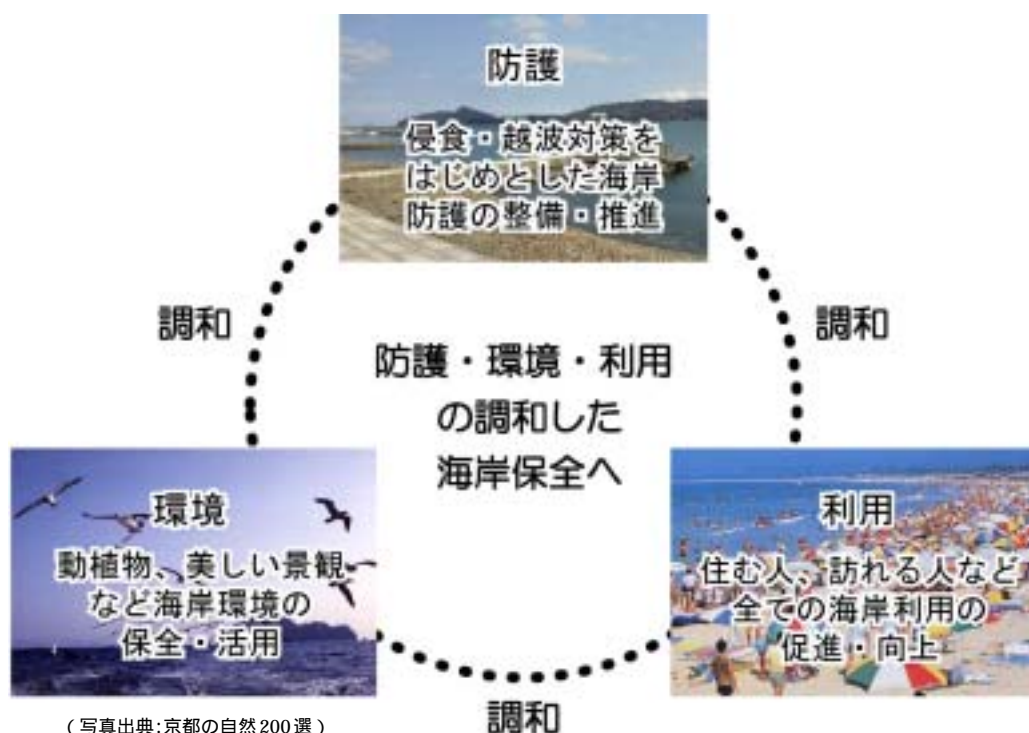 防護
侵食・越波対策を
はじめとした海岸
防護の整備・推進
調和
調和
防護・環境・利用
の調和した
海岸保全へ
環境
動植物、美しい景観
など海岸環境の
保全・活用
利用
住む人、訪れる人など
全ての海岸利用の
促進・向上
調和
(写真出典:京都の自然200選)